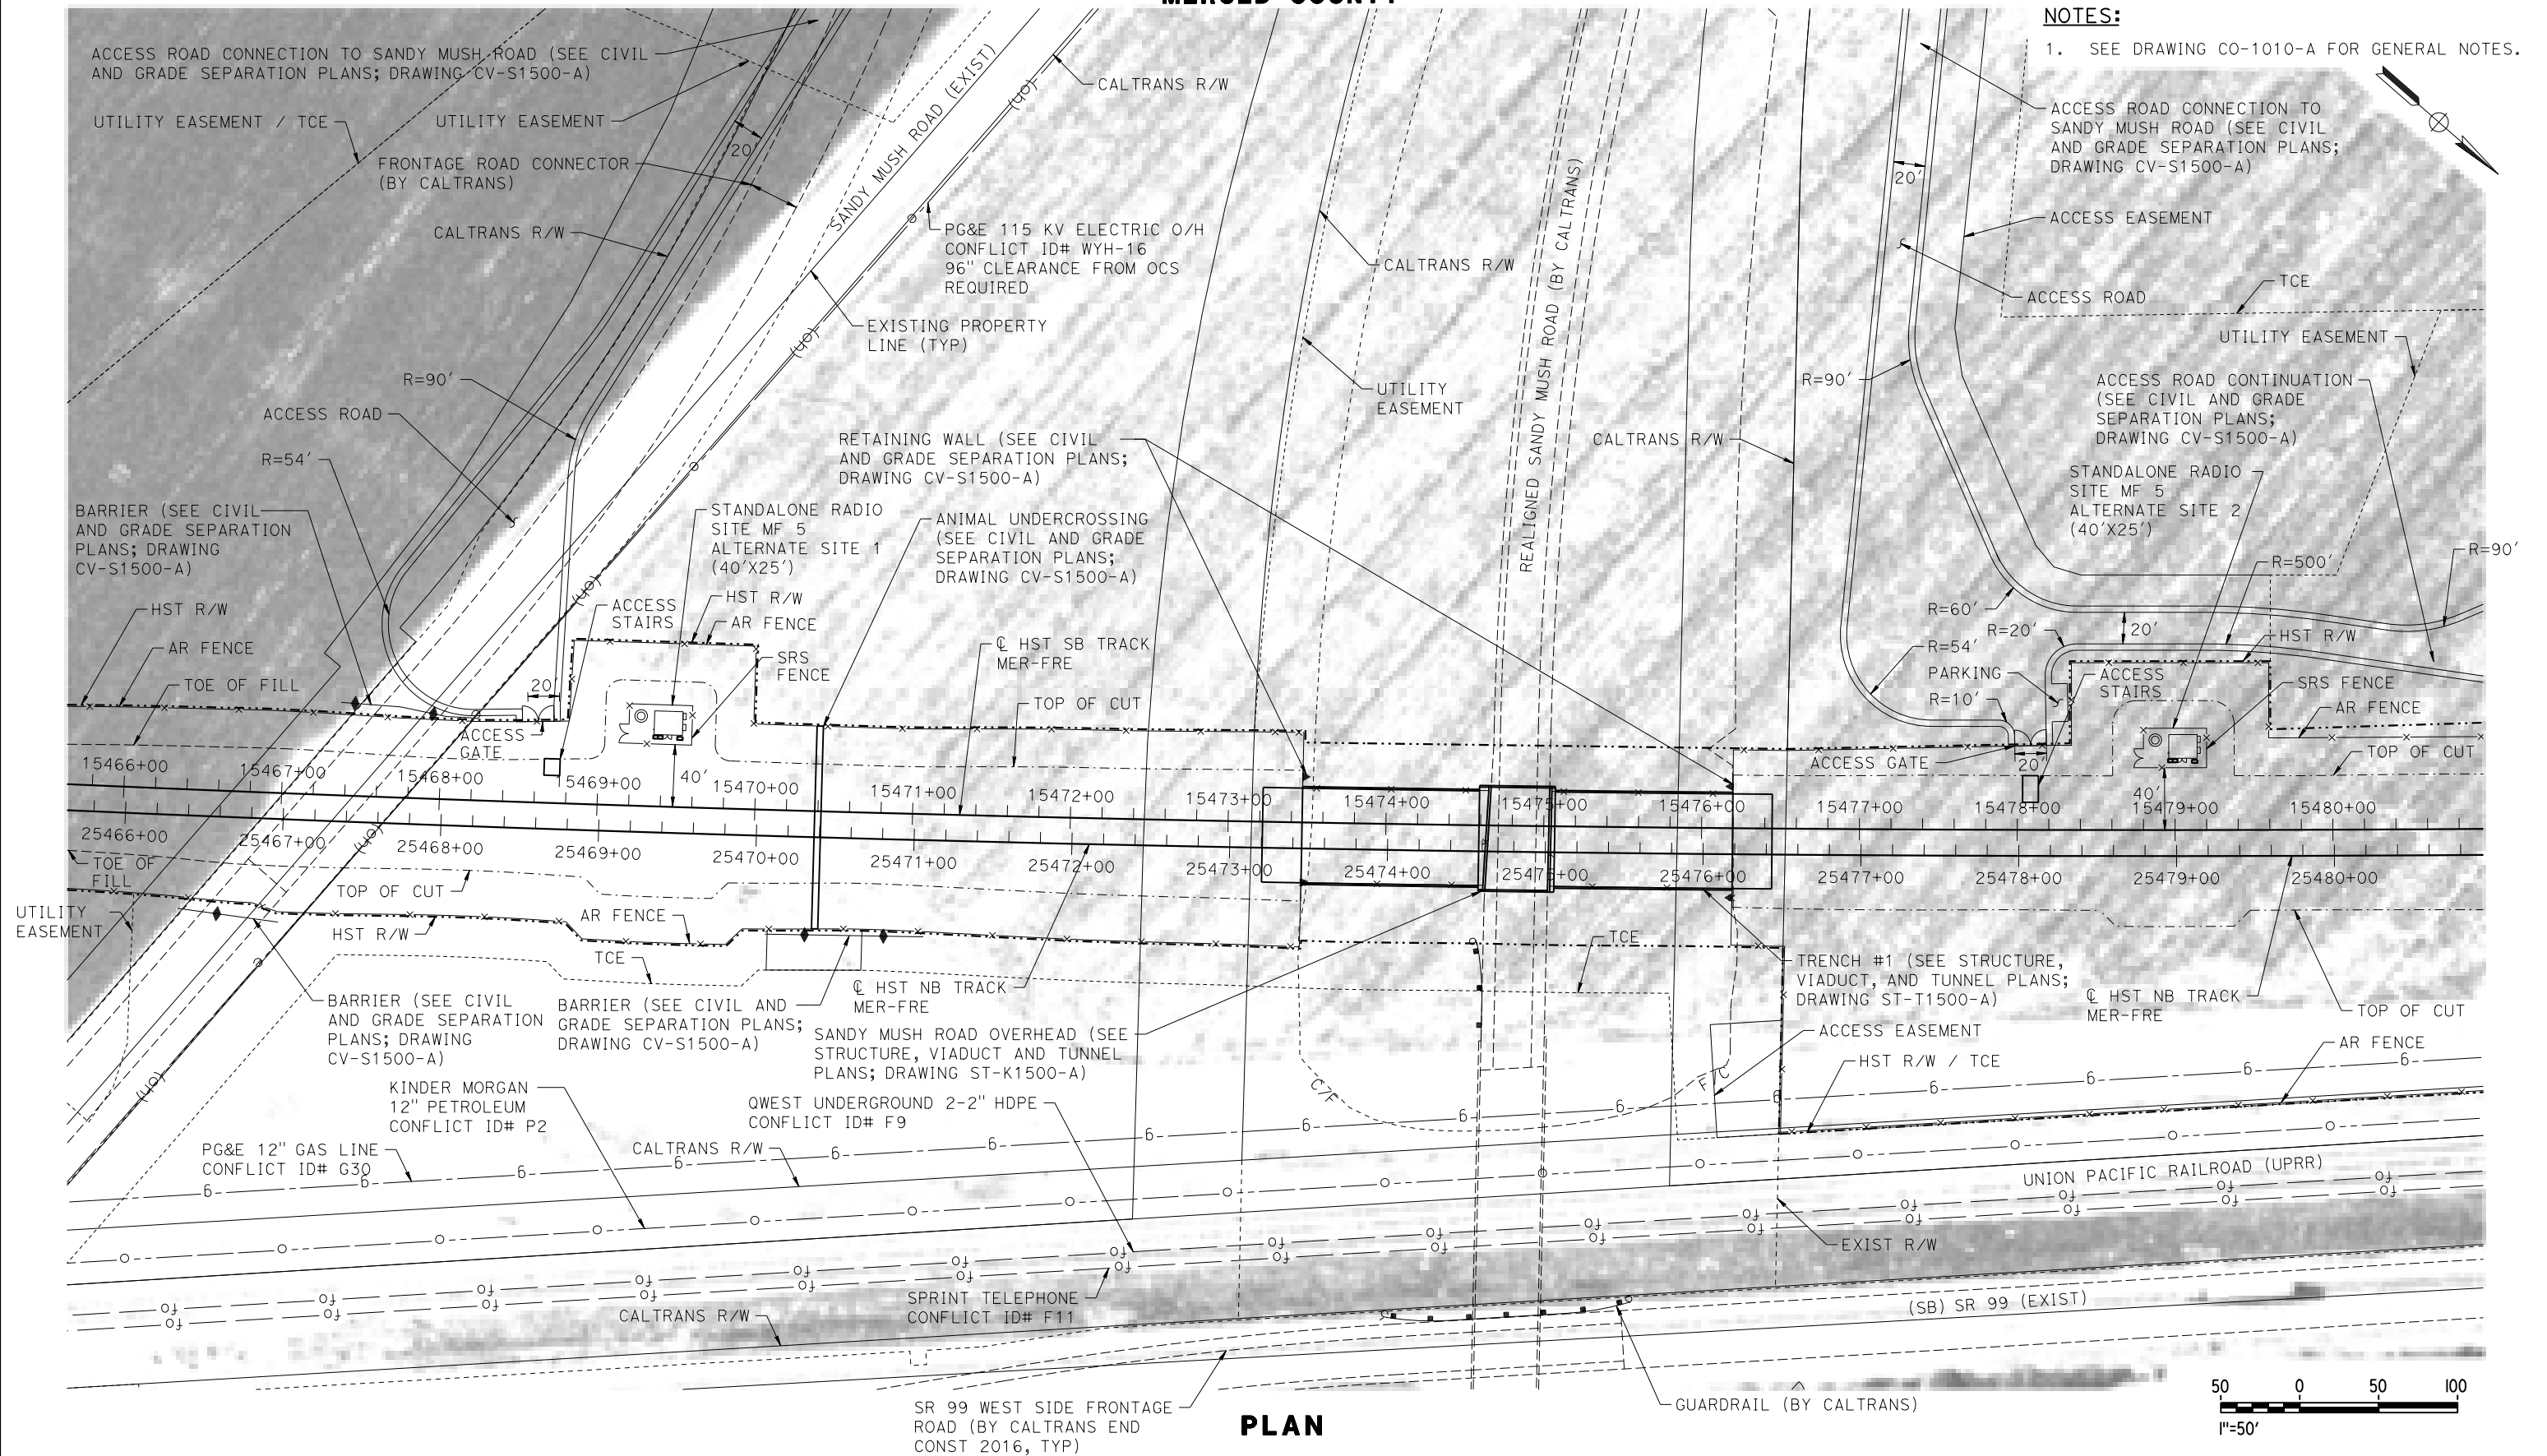 MERCED COUNTY
NOTES:
1. SEE DRAWING CO-1010-A FOR GENERAL NOTES.
ACCESS ROAD CONNECTION TO SANDY MUSH ROAD (SEE CIVIL
AND GRADE SEPARATION PLANS; DRAWING CV-S1500-A)
UTILITY EASEMENT / TCE
UTILITY EASEMENT
FRONTAGE ROAD CONNECTOR
(BY CALTRANS)
CALTRANS R/W
20'
SANDY MUSH ROAD (EXIST)
(OH)
CALTRANS R/W
PG&E 115 KV ELECTRIC O/H
CONFLICT ID# WYH-16
96" CLEARANCE FROM OCS
REQUIRED
EXISTING PROPERTY
LINE (TYP)
(OH)
CALTRANS R/W
UTILITY
EASEMENT
REALIGNED SANDY MUSH ROAD (BY CALTRANS)
CALTRANS R/W
20'
ACCESS ROAD CONNECTION TO
SANDY MUSH ROAD (SEE CIVIL
AND GRADE SEPARATION PLANS;
DRAWING CV-S1500-A)
ACCESS EASEMENT
ACCESS ROAD
TCE
UTILITY EASEMENT
R=90'
ACCESS ROAD CONTINUATION
(SEE CIVIL AND GRADE
SEPARATION PLANS;
DRAWING CV-S1500-A)
STANDALONE RADIO
SITE MF 5
ALTERNATE SITE 2
(40'X25')
R=90'
R=500'
R=60'
R=20'
20'
HST R/W
R=54'
PARKING
ACCESS
STAIRS
SRS FENCE
R=10'
AR FENCE
ACCESS GATE
20'
TOP OF CUT
40'
R=90'
ACCESS ROAD
R=54'
BARRIER (SEE CIVIL
AND GRADE SEPARATION
PLANS; DRAWING
CV-S1500-A)
HST R/W
AR FENCE
TOE OF FILL
20'
ACCESS
GATE
(OH)
ACCESS
STAIRS
STANDALONE RADIO
SITE MF 5
ALTERNATE SITE 1
(40'X25')
HST R/W
AR FENCE
SRS
FENCE
40'
RETAINING WALL (SEE CIVIL
AND GRADE SEPARATION PLANS;
DRAWING CV-S1500-A)
ANIMAL UNDERCROSSING
(SEE CIVIL AND GRADE
SEPARATION PLANS;
DRAWING CV-S1500-A)
℄ HST SB TRACK
MER-FRE
TOP OF CUT
15466+00
15467+00
15468+00
15469+00
15470+00
15471+00
15472+00
15473+00
15474+00
15475+00
15476+00
15477+00
15478+00
15479+00
15480+00
25466+00
25467+00
25468+00
25469+00
25470+00
25471+00
25472+00
25473+00
25474+00
25475+00
25476+00
25477+00
25478+00
25479+00
25480+00
(OH)
TOE OF
FILL
TOP OF CUT
UTILITY
EASEMENT
HST R/W
AR FENCE
TCE
TCE
BARRIER (SEE CIVIL
AND GRADE SEPARATION
PLANS; DRAWING
CV-S1500-A)
BARRIER (SEE CIVIL AND
GRADE SEPARATION PLANS;
DRAWING CV-S1500-A)
℄ HST NB TRACK
MER-FRE
SANDY MUSH ROAD OVERHEAD (SEE
STRUCTURE, VIADUCT AND TUNNEL
PLANS; DRAWING ST-K1500-A)
TRENCH #1 (SEE STRUCTURE,
VIADUCT, AND TUNNEL PLANS;
DRAWING ST-T1500-A)
℄ HST NB TRACK
MER-FRE
TOP OF CUT
ACCESS EASEMENT
AR FENCE
HST R/W / TCE
(OH)
C/F
F/C
KINDER MORGAN
12" PETROLEUM
CONFLICT ID# P2
QWEST UNDERGROUND 2-2" HDPE
CONFLICT ID# F9
PG&E 12" GAS LINE
CONFLICT ID# G30
CALTRANS R/W
UNION PACIFIC RAILROAD (UPRR)
EXIST R/W
SPRINT TELEPHONE
CONFLICT ID# F11
CALTRANS R/W
(SB) SR 99 (EXIST)
SR 99 WEST SIDE FRONTAGE
ROAD (BY CALTRANS END
CONST 2016, TYP)
GUARDRAIL (BY CALTRANS)
PLAN
50 0 50 100
1"=50'